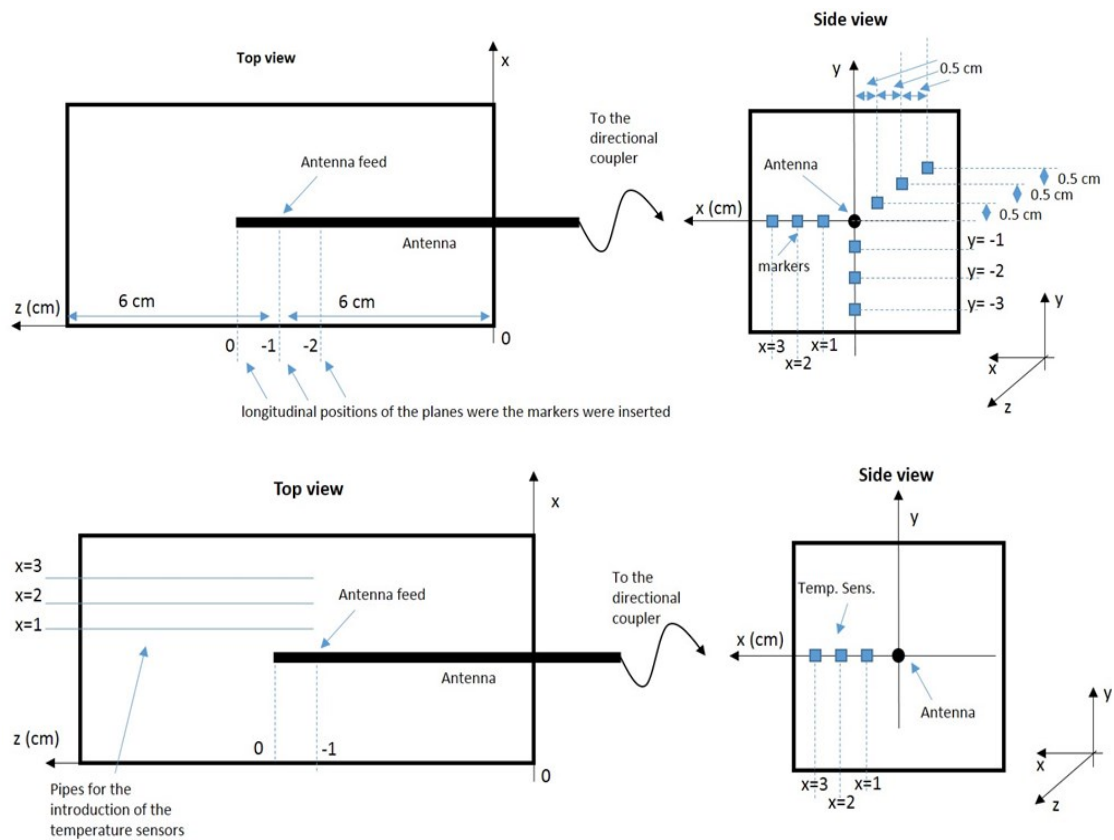 Top view
x
To the
directional
coupler
Antenna feed
Antenna
z (cm)
6 cm
6 cm
0
-1
-2
0
longitudinal positions of the planes were the markers were inserted
Side view
y
0.5 cm
Antenna
x (cm)
0.5 cm
0.5 cm
0.5 cm
markers
y= -1
y= -2
y= -3
x=3
x=2
x=1
y
x
z
Top view
x
x=3
x=2
x=1
Antenna feed
To the
directional
coupler
Antenna
z (cm)
0
-1
0
Pipes for the
introduction of the
temperature sensors
Side view
y
Temp. Sens.
x (cm)
Antenna
x=3
x=2
x=1
y
x
z